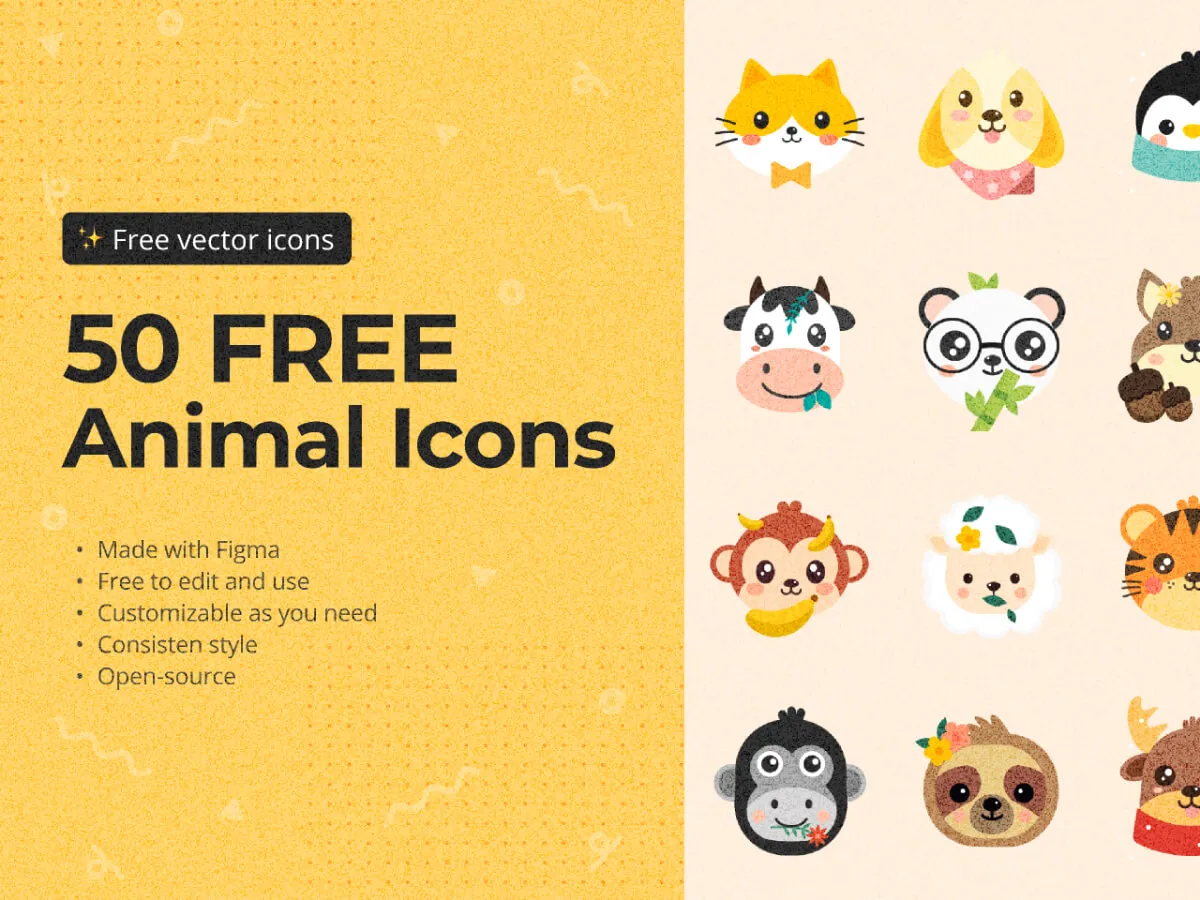 ✨ Free vector icons
50 FREE
Animal Icons
• Made with Figma
• Free to edit and use
• Customizable as you need
• Consisten style
• Open-source